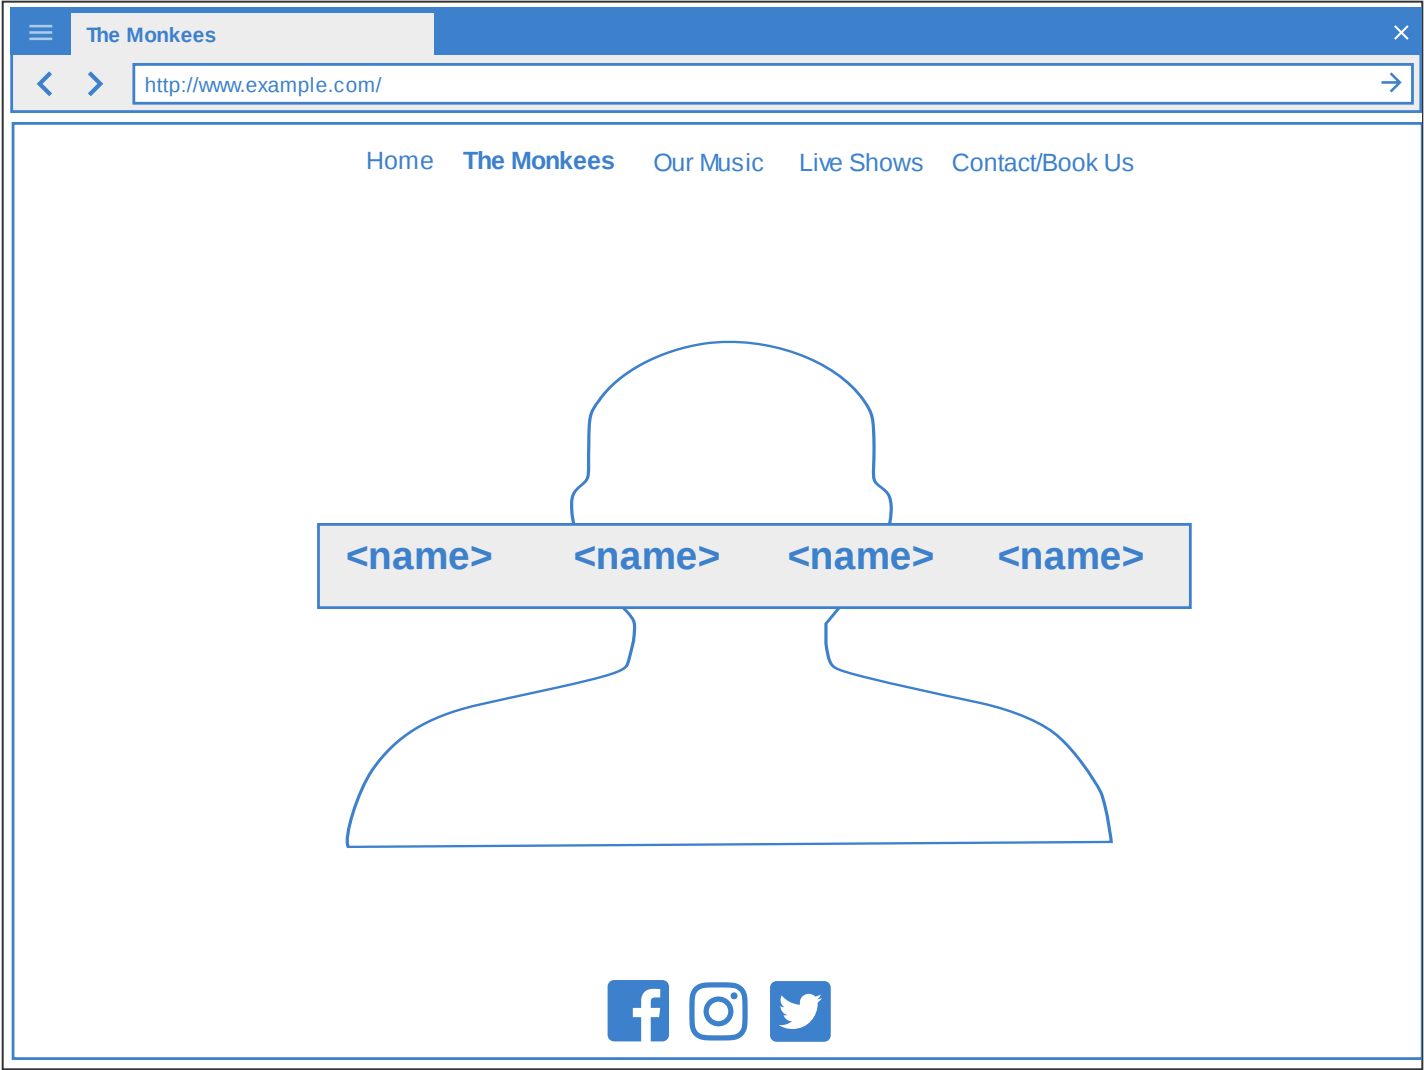 The Monkees
http://www.example.com/
Home The Monkees Our Music Live Shows Contact/Book Us
<name> <name> <name> <name>